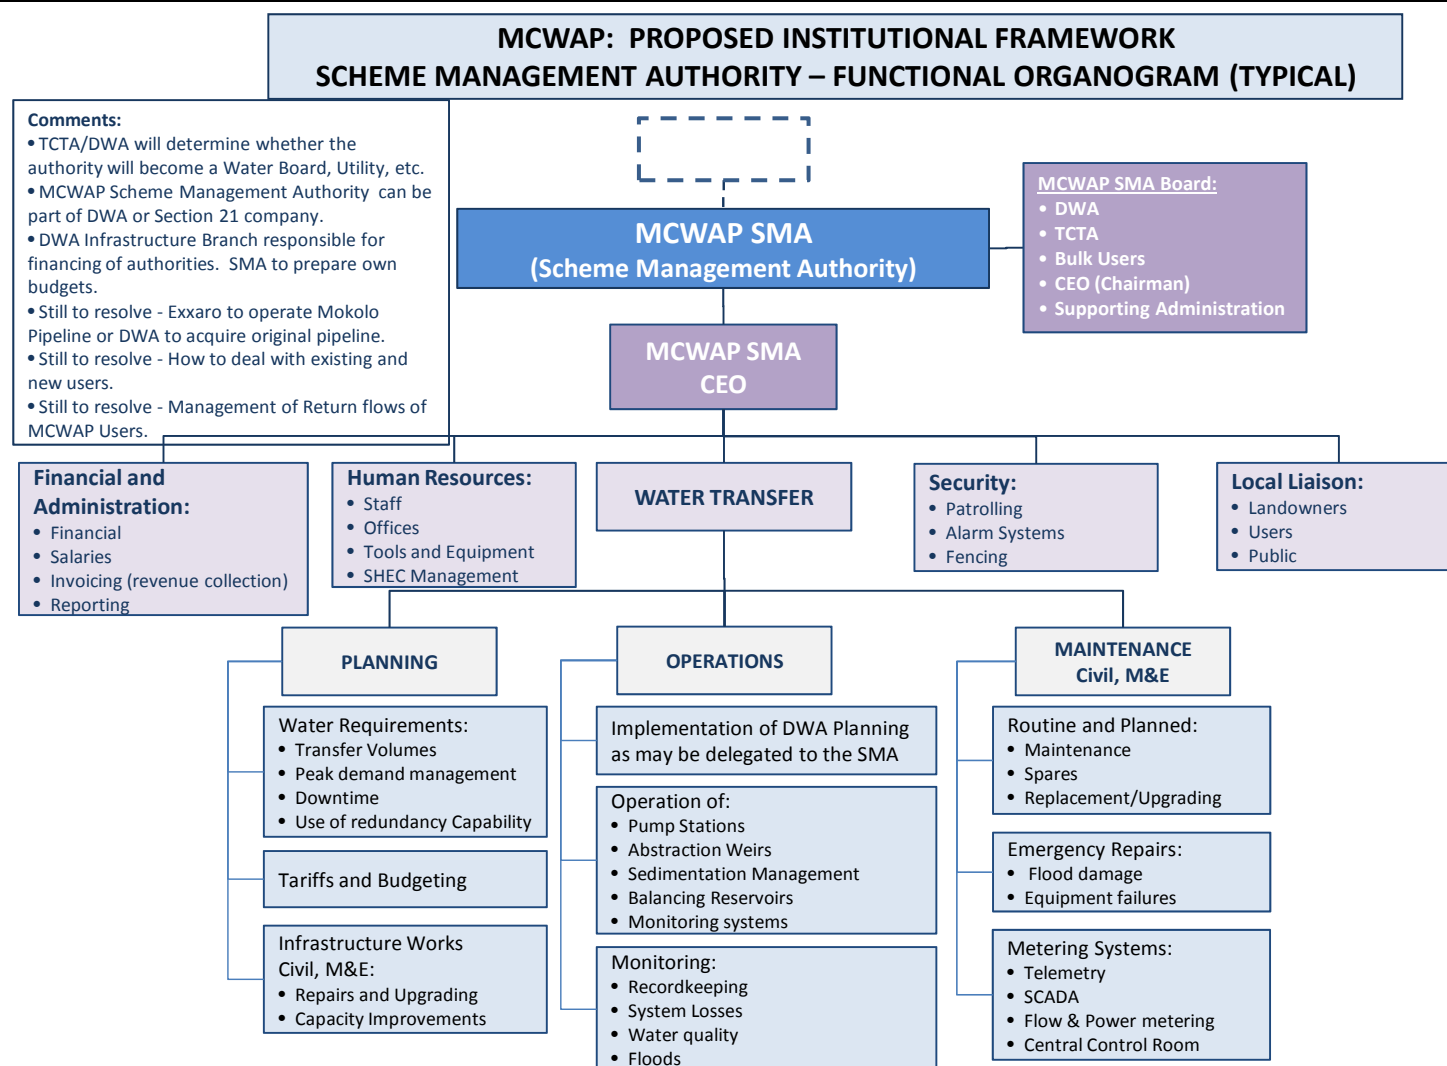 MCWAP: PROPOSED INSTITUTIONAL FRAMEWORK
SCHEME MANAGEMENT AUTHORITY – FUNCTIONAL ORGANOGRAM (TYPICAL)
Comments:
• TCTA/DWA will determine whether the
authority will become a Water Board, Utility, etc.
• MCWAP Scheme Management Authority can be
part of DWA or Section 21 company.
• DWA Infrastructure Branch responsible for
financing of authorities. SMA to prepare own
budgets.
• Still to resolve - Exxaro to operate Mokolo
Pipeline or DWA to acquire original pipeline.
• Still to resolve - How to deal with existing and
new users.
• Still to resolve - Management of Return flows of
MCWAP Users.
MCWAP SMA
(Scheme Management Authority)
MCWAP SMA Board:
• DWA
• TCTA
• Bulk Users
• CEO (Chairman)
• Supporting Administration
MCWAP SMA
CEO
Financial and
Administration:
• Financial
• Salaries
• Invoicing (revenue collection)
• Reporting
Human Resources:
• Staff
• Offices
• Tools and Equipment
• SHEC Management
WATER TRANSFER
Security:
• Patrolling
• Alarm Systems
• Fencing
Local Liaison:
• Landowners
• Users
• Public
PLANNING
Water Requirements:
• Transfer Volumes
• Peak demand management
• Downtime
• Use of redundancy Capability
Tariffs and Budgeting
Infrastructure Works
Civil, M&E:
• Repairs and Upgrading
• Capacity Improvements
OPERATIONS
Implementation of DWA Planning
as may be delegated to the SMA
Operation of:
• Pump Stations
• Abstraction Weirs
• Sedimentation Management
• Balancing Reservoirs
• Monitoring systems
Monitoring:
• Recordkeeping
• System Losses
• Water quality
• Floods
MAINTENANCE
Civil, M&E
Routine and Planned:
• Maintenance
• Spares
• Replacement/Upgrading
Emergency Repairs:
• Flood damage
• Equipment failures
Metering Systems:
• Telemetry
• SCADA
• Flow & Power metering
• Central Control Room